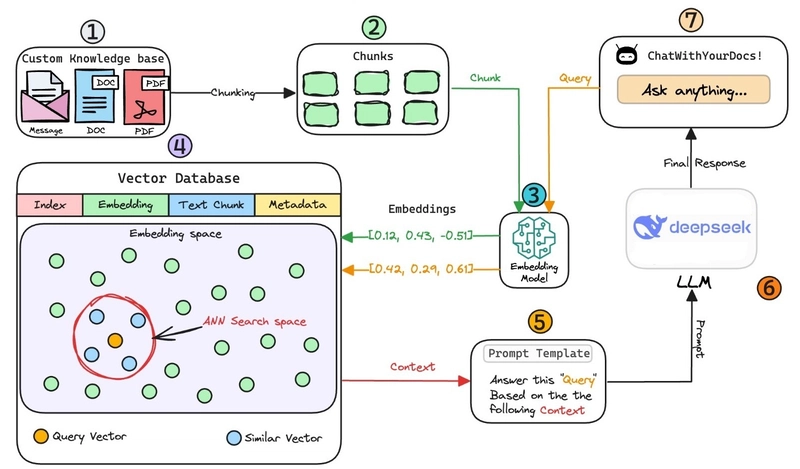 1
Custom Knowledge base
DOC
PDF
Message
DOC
PDF
Chunking
2
Chunks
Chunk
7
ChatWithYourDocs!
Ask anything...
Query
3
Embedding
Model
4
Vector Database
Index
Embedding
Text Chunk
Metadata
Embedding space
ANN Search space
Query Vector
Similar Vector
Embeddings
[0.12, 0.43, -0.51]
[0.42, 0.29, 0.61]
Context
5
Prompt Template
Answer this "Query"
Based on the the
following Context
Prompt
6
LLM
deepseek
Final Response